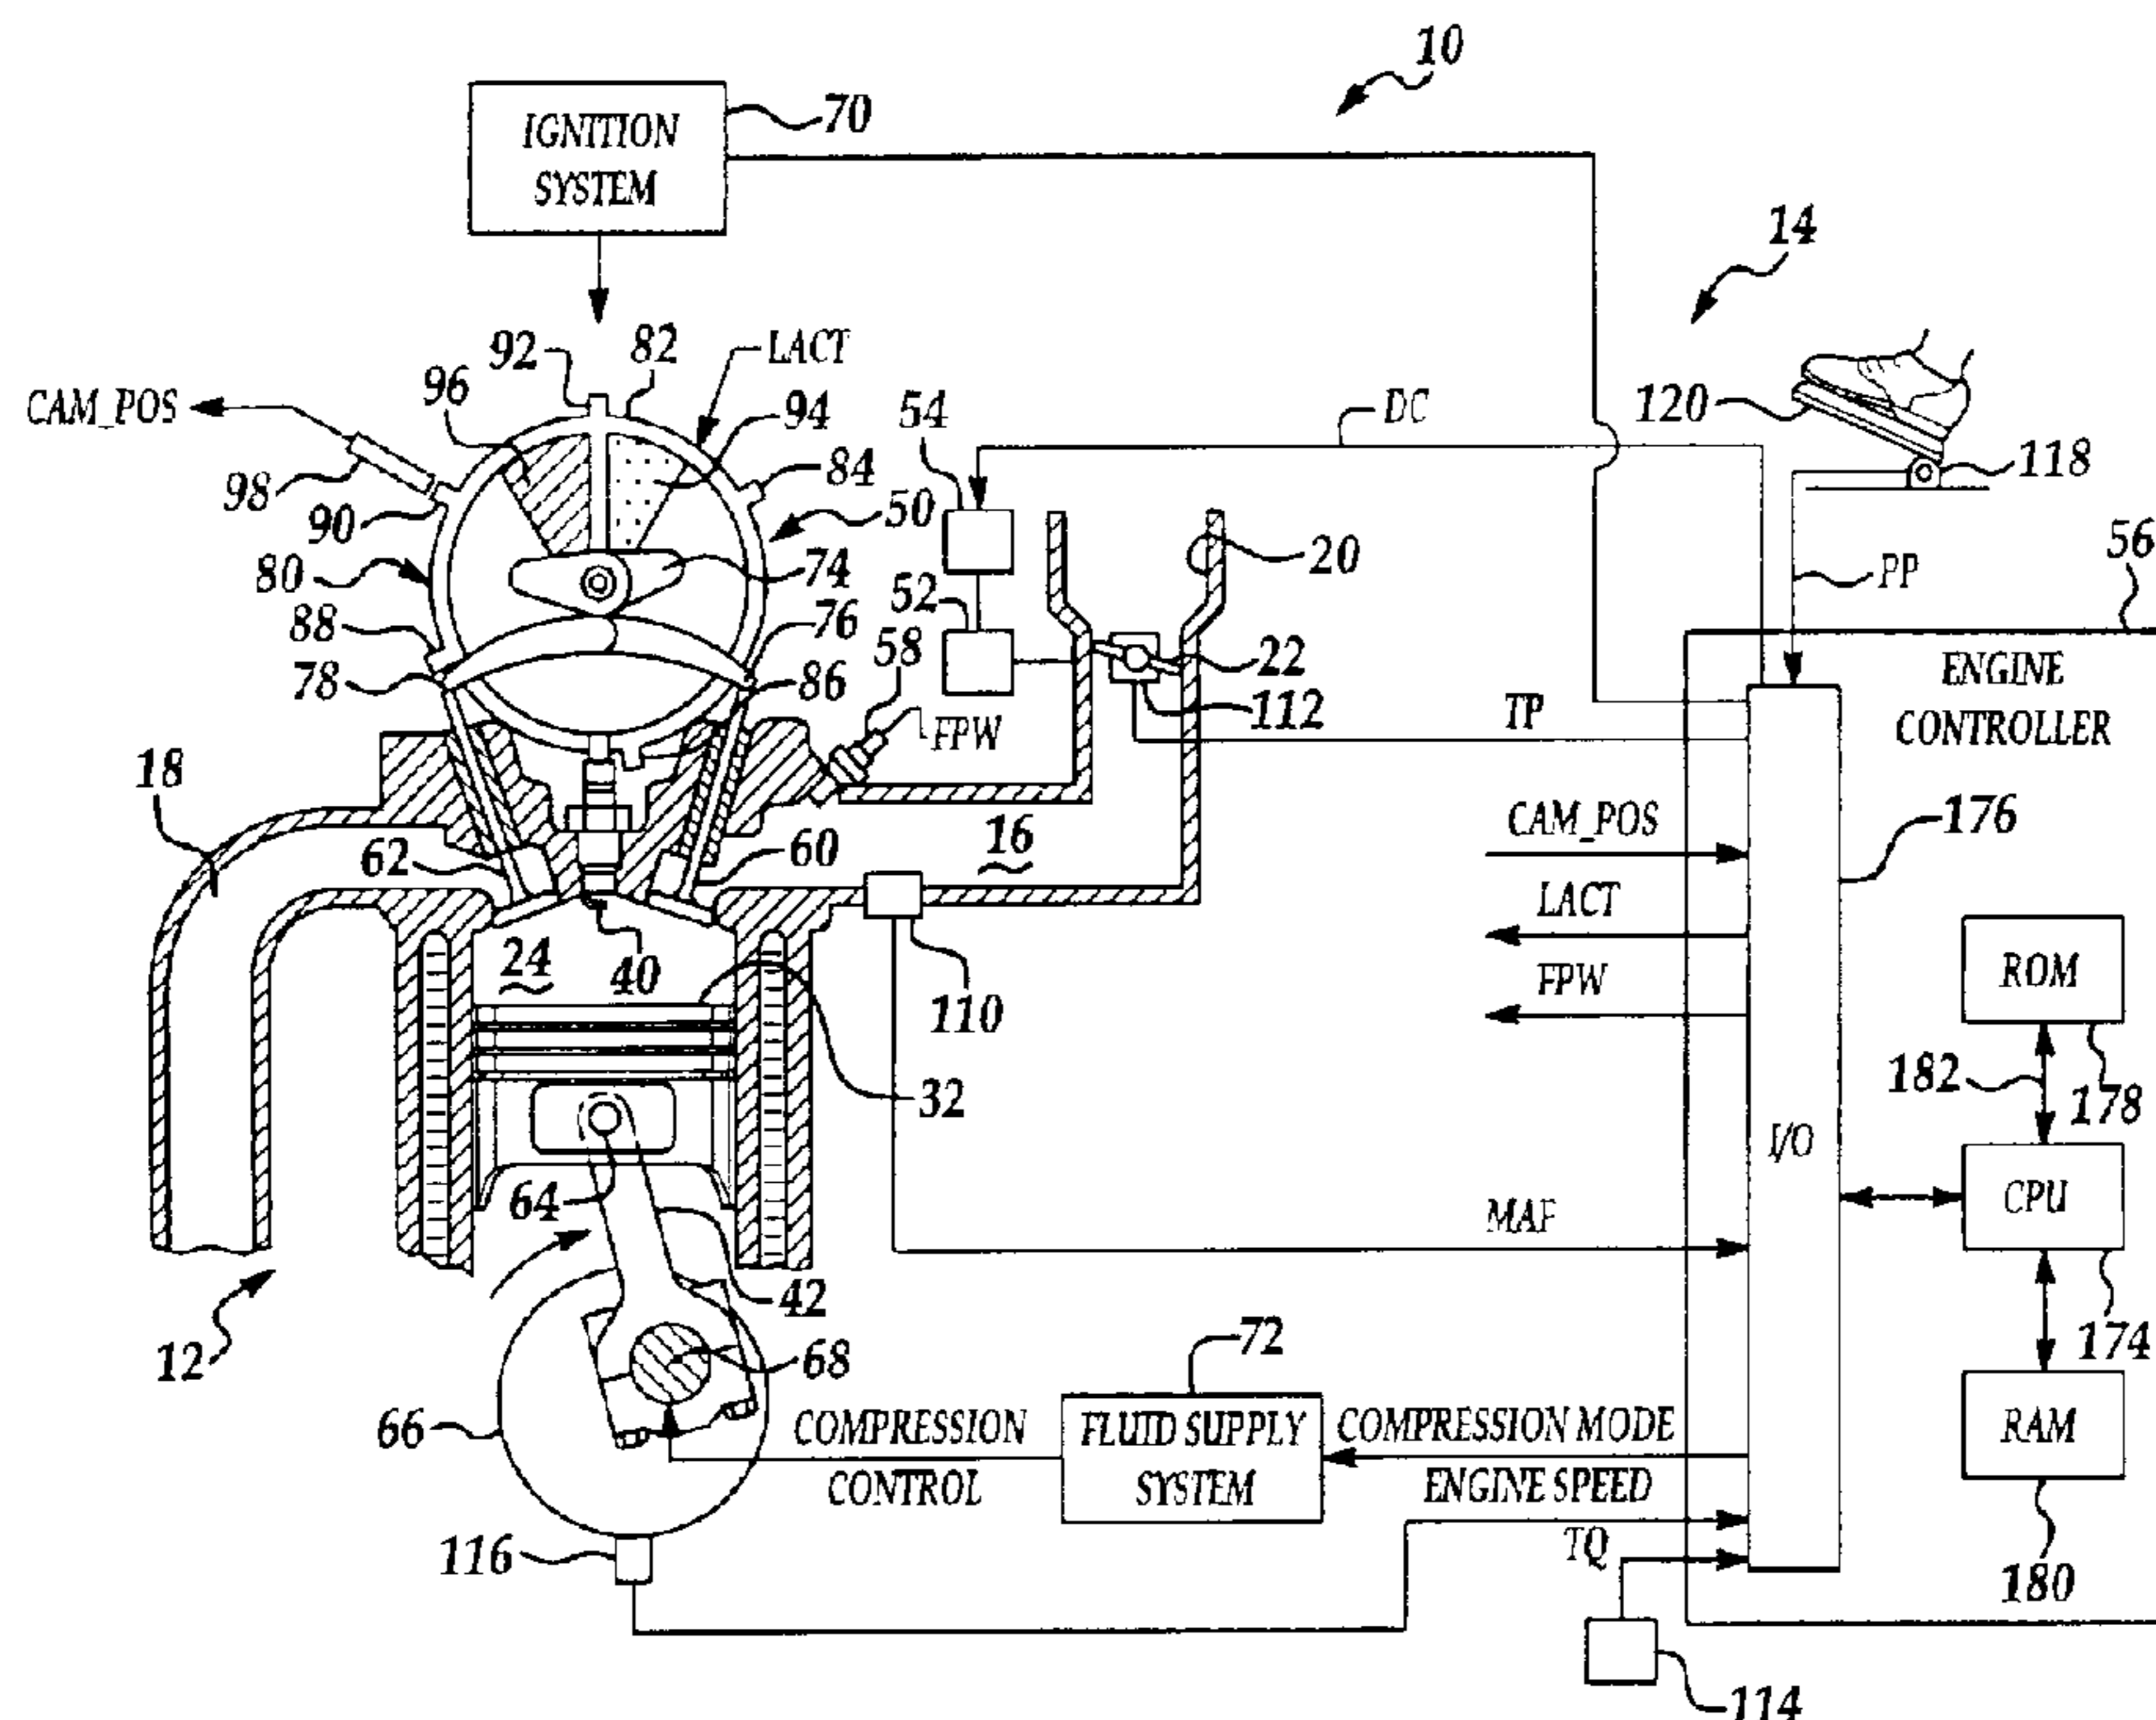 10
IGNITION
SYSTEM
70
14
92
82
LACT
CAM_POS
96
94
54
DC
120
98
84
118
90
50
56
80
74
20
PP
88
52
76
58
ENGINE
CONTROLLER
78
86
22
FPW
112
TP
18
CAM_POS
176
62
60
16
LACT
24
40
110
FPW
ROM
182
178
32
I/O
64
MAF
CPU
42
174
12
68
72
66
COMPRESSION
CONTROL
FLUID SUPPLY
SYSTEM
COMPRESSION MODE
RAM
ENGINE SPEED
116
TQ
180
114